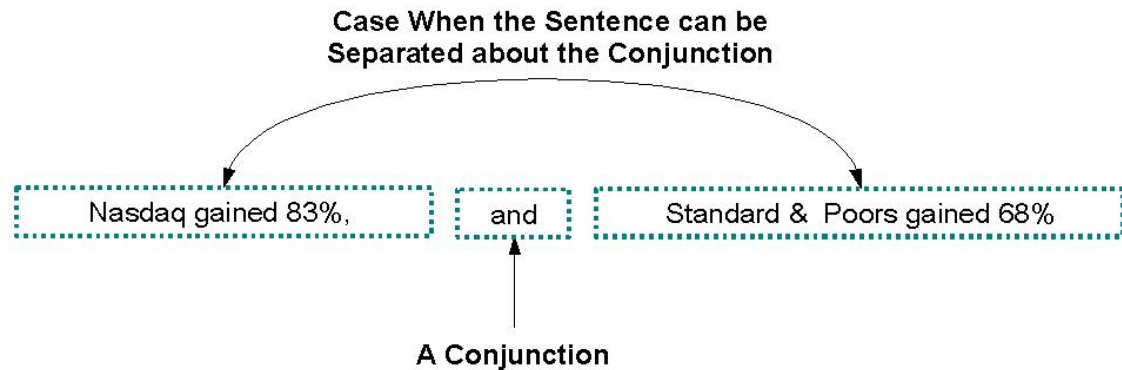 Case When the Sentence can be
Separated about the Conjunction
Nasdaq gained 83%, and Standard & Poors gained 68%
A Conjunction